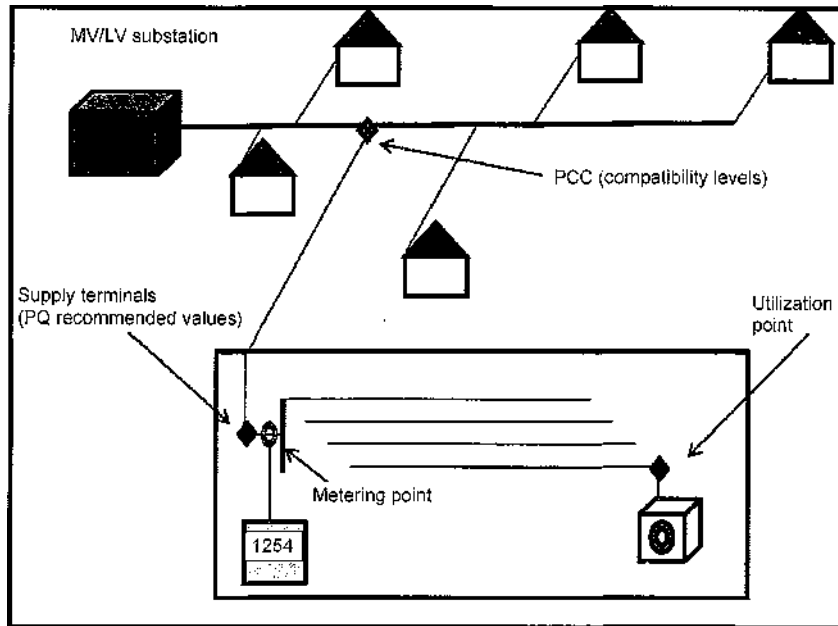 MV/LV substation
PCC (compatibility levels)
Supply terminals
(PQ recommended values)
Utilization
point
Metering point
1254